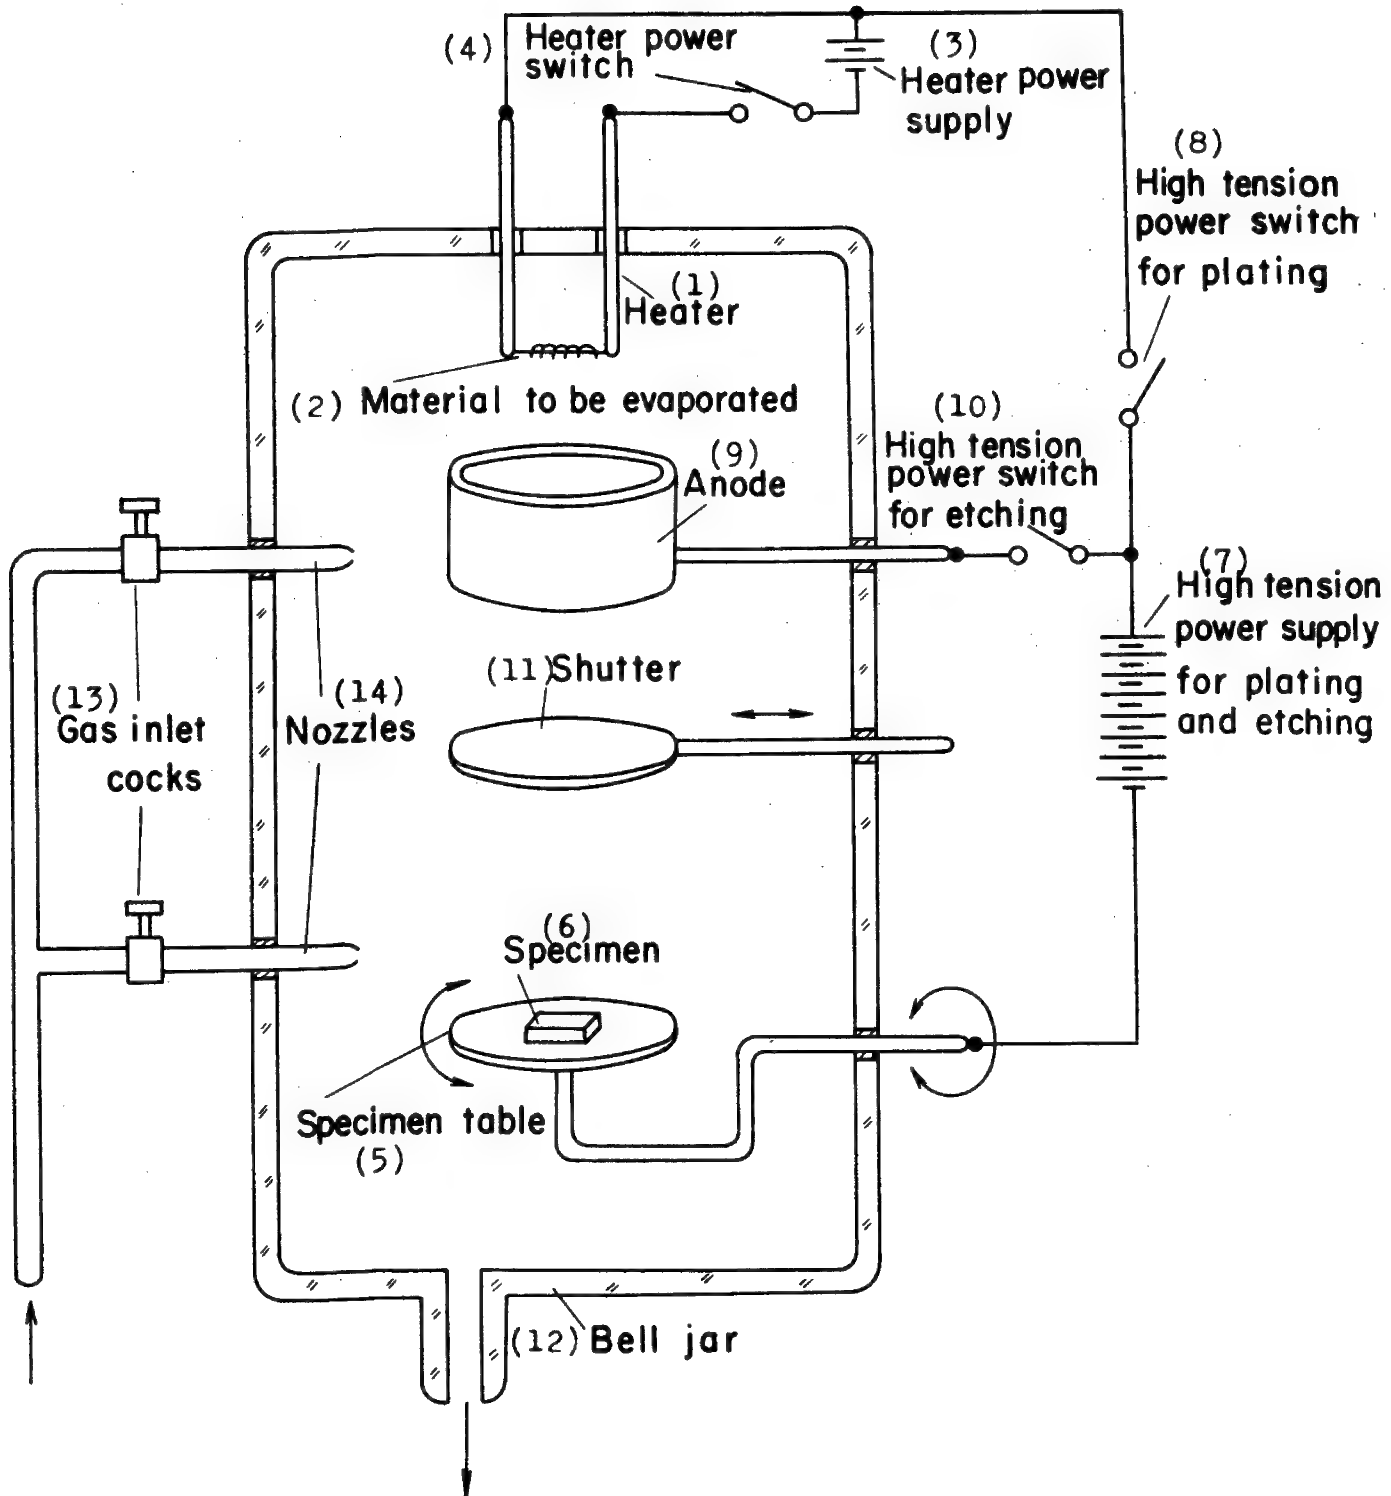 (4)
Heater power
switch
(3)
Heater power
supply
(8)
High tension
power switch
for plating
(1)
Heater
(2) Material to be evaporated
(10)
High tension
power switch
for etching
(9)
Anode
(7)
High tension
power supply
for plating
and etching
(11) Shutter
(13)
Gas inlet
cocks
(14)
Nozzles
(6)
Specimen
Specimen table
(5)
(12) Bell jar